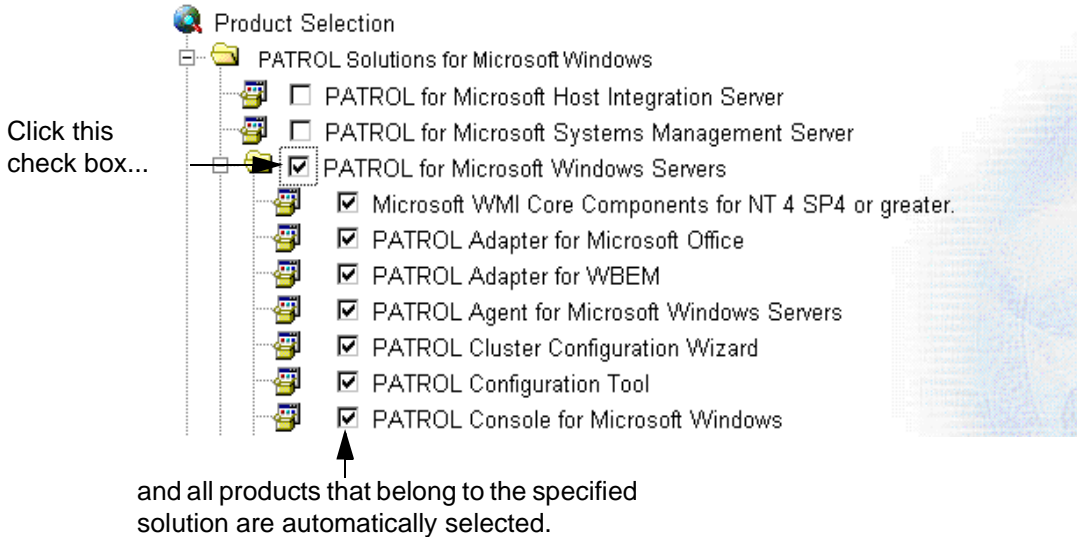 Product Selection
PATROL Solutions for Microsoft Windows
PATROL for Microsoft Host Integration Server
PATROL for Microsoft Systems Management Server
Click this
check box...
PATROL for Microsoft Windows Servers
Microsoft WMI Core Components for NT 4 SP4 or greater.
PATROL Adapter for Microsoft Office
PATROL Adapter for WBEM
PATROL Agent for Microsoft Windows Servers
PATROL Cluster Configuration Wizard
PATROL Configuration Tool
PATROL Console for Microsoft Windows
and all products that belong to the specified
solution are automatically selected.